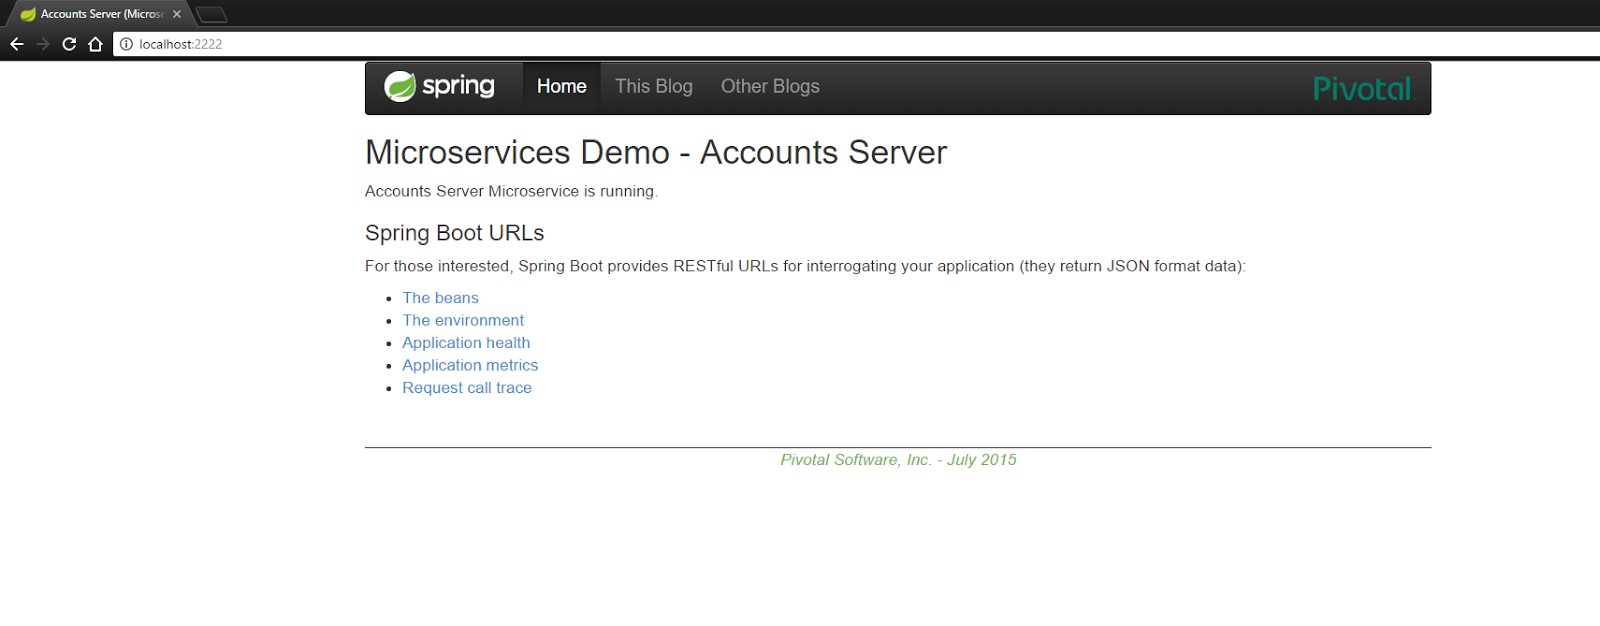 Accounts Server (Micros
localhost:2222
spring Home This Blog Other Blogs Pivotal
Microservices Demo - Accounts Server
Accounts Server Microservice is running.
Spring Boot URLs
For those interested, Spring Boot provides RESTful URLs for interrogating your application (they return JSON format data):
The beans
The environment
Application health
Application metrics
Request call trace
Pivotal Software, Inc. - July 2015